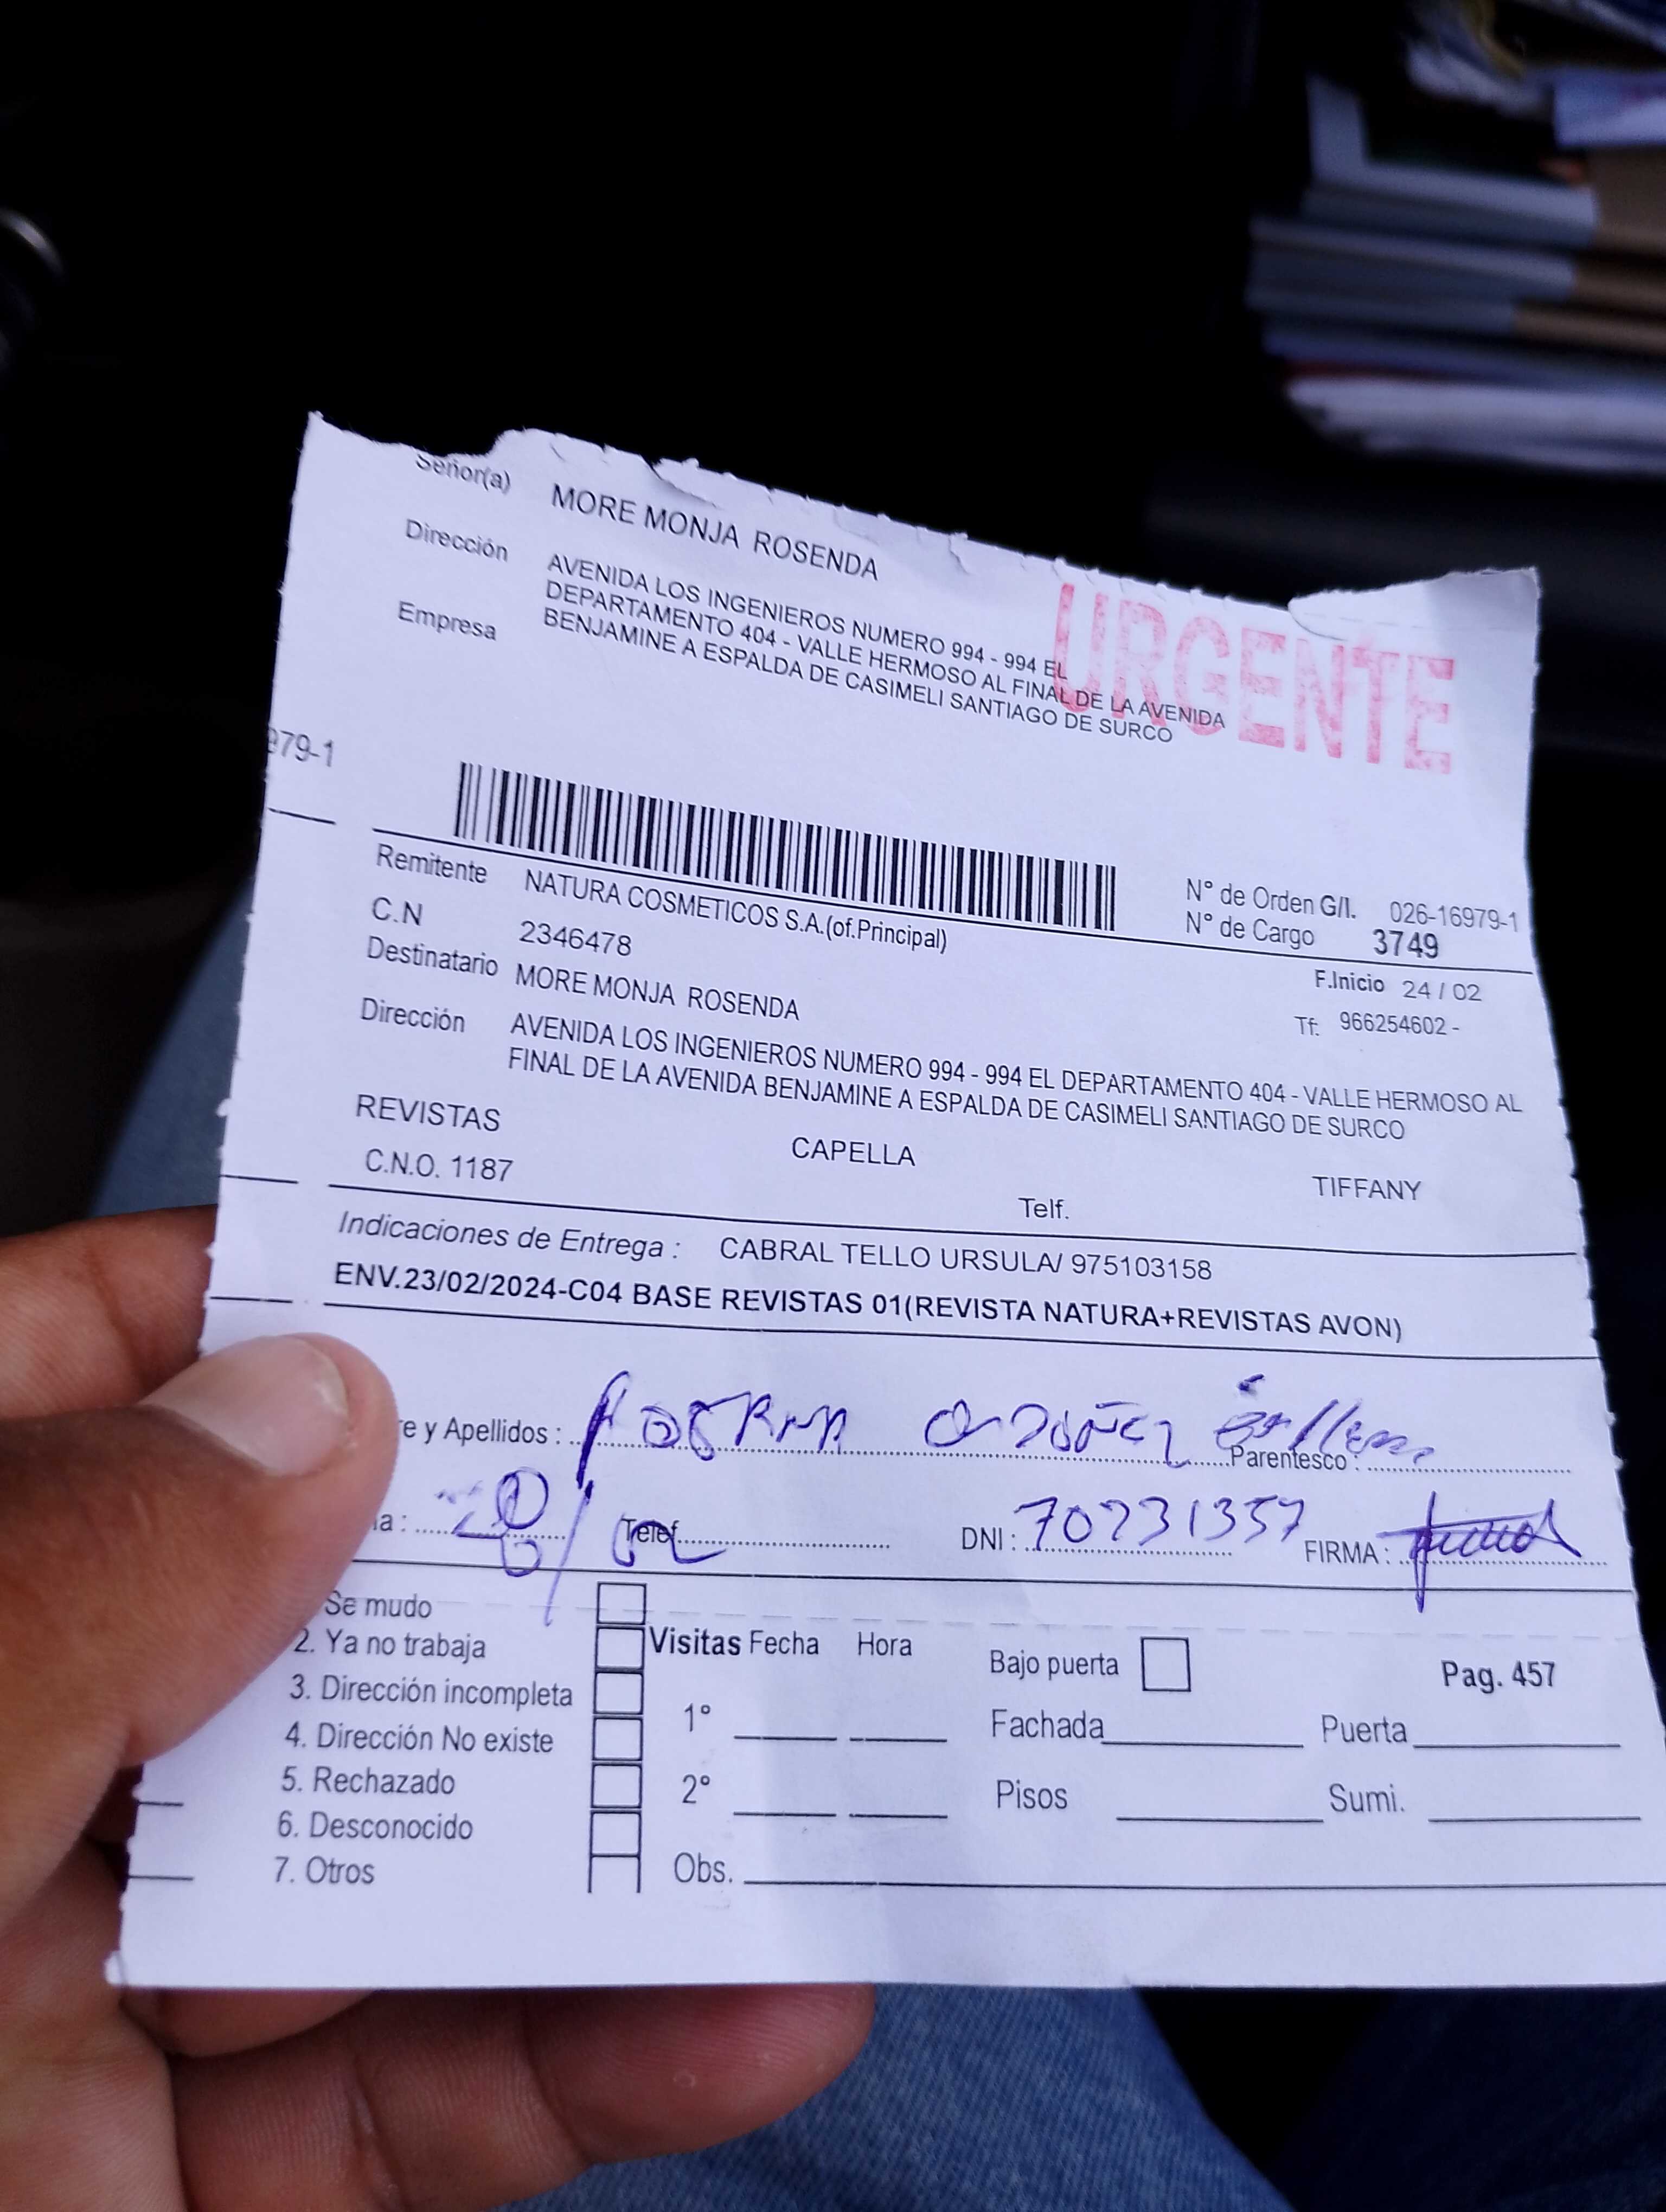 Señor(a) MORE MONJA ROSENDA
Dirección AVENIDA LOS INGENIEROS NUMERO 994 - 994 EL
DEPARTAMENTO 404 - VALLE HERMOSO AL FINAL DE LA AVENIDA
Empresa BENJAMINE A ESPALDA DE CASIMELI SANTIAGO DE SURCO
URGENTE
979-1
Remitente NATURA COSMETICOS S.A.(of.Principal)
N° de Orden G/I. 026-16979-1
C.N 2346478
N° de Cargo 3749
Destinatario MORE MONJA ROSENDA
F.Inicio 24 / 02
Tf: 966254602 -
Dirección AVENIDA LOS INGENIEROS NUMERO 994 - 994 EL DEPARTAMENTO 404 - VALLE HERMOSO AL
FINAL DE LA AVENIDA BENJAMINE A ESPALDA DE CASIMELI SANTIAGO DE SURCO
REVISTAS CAPELLA TIFFANY
C.N.O. 1187 Telf.
Indicaciones de Entrega : CABRAL TELLO URSULA/ 975103158
ENV.23/02/2024-C04 BASE REVISTAS 01(REVISTA NATURA+REVISTAS AVON)
re y Apellidos : Parentesco :
ha : Telef. DNI : 70731357 FIRMA :
Se mudo
2. Ya no trabaja Visitas Fecha Hora Bajo puerta Pag. 457
3. Dirección incompleta 1° Fachada Puerta
4. Dirección No existe
5. Rechazado 2° Pisos Sumi.
6. Desconocido
7. Otros Obs.